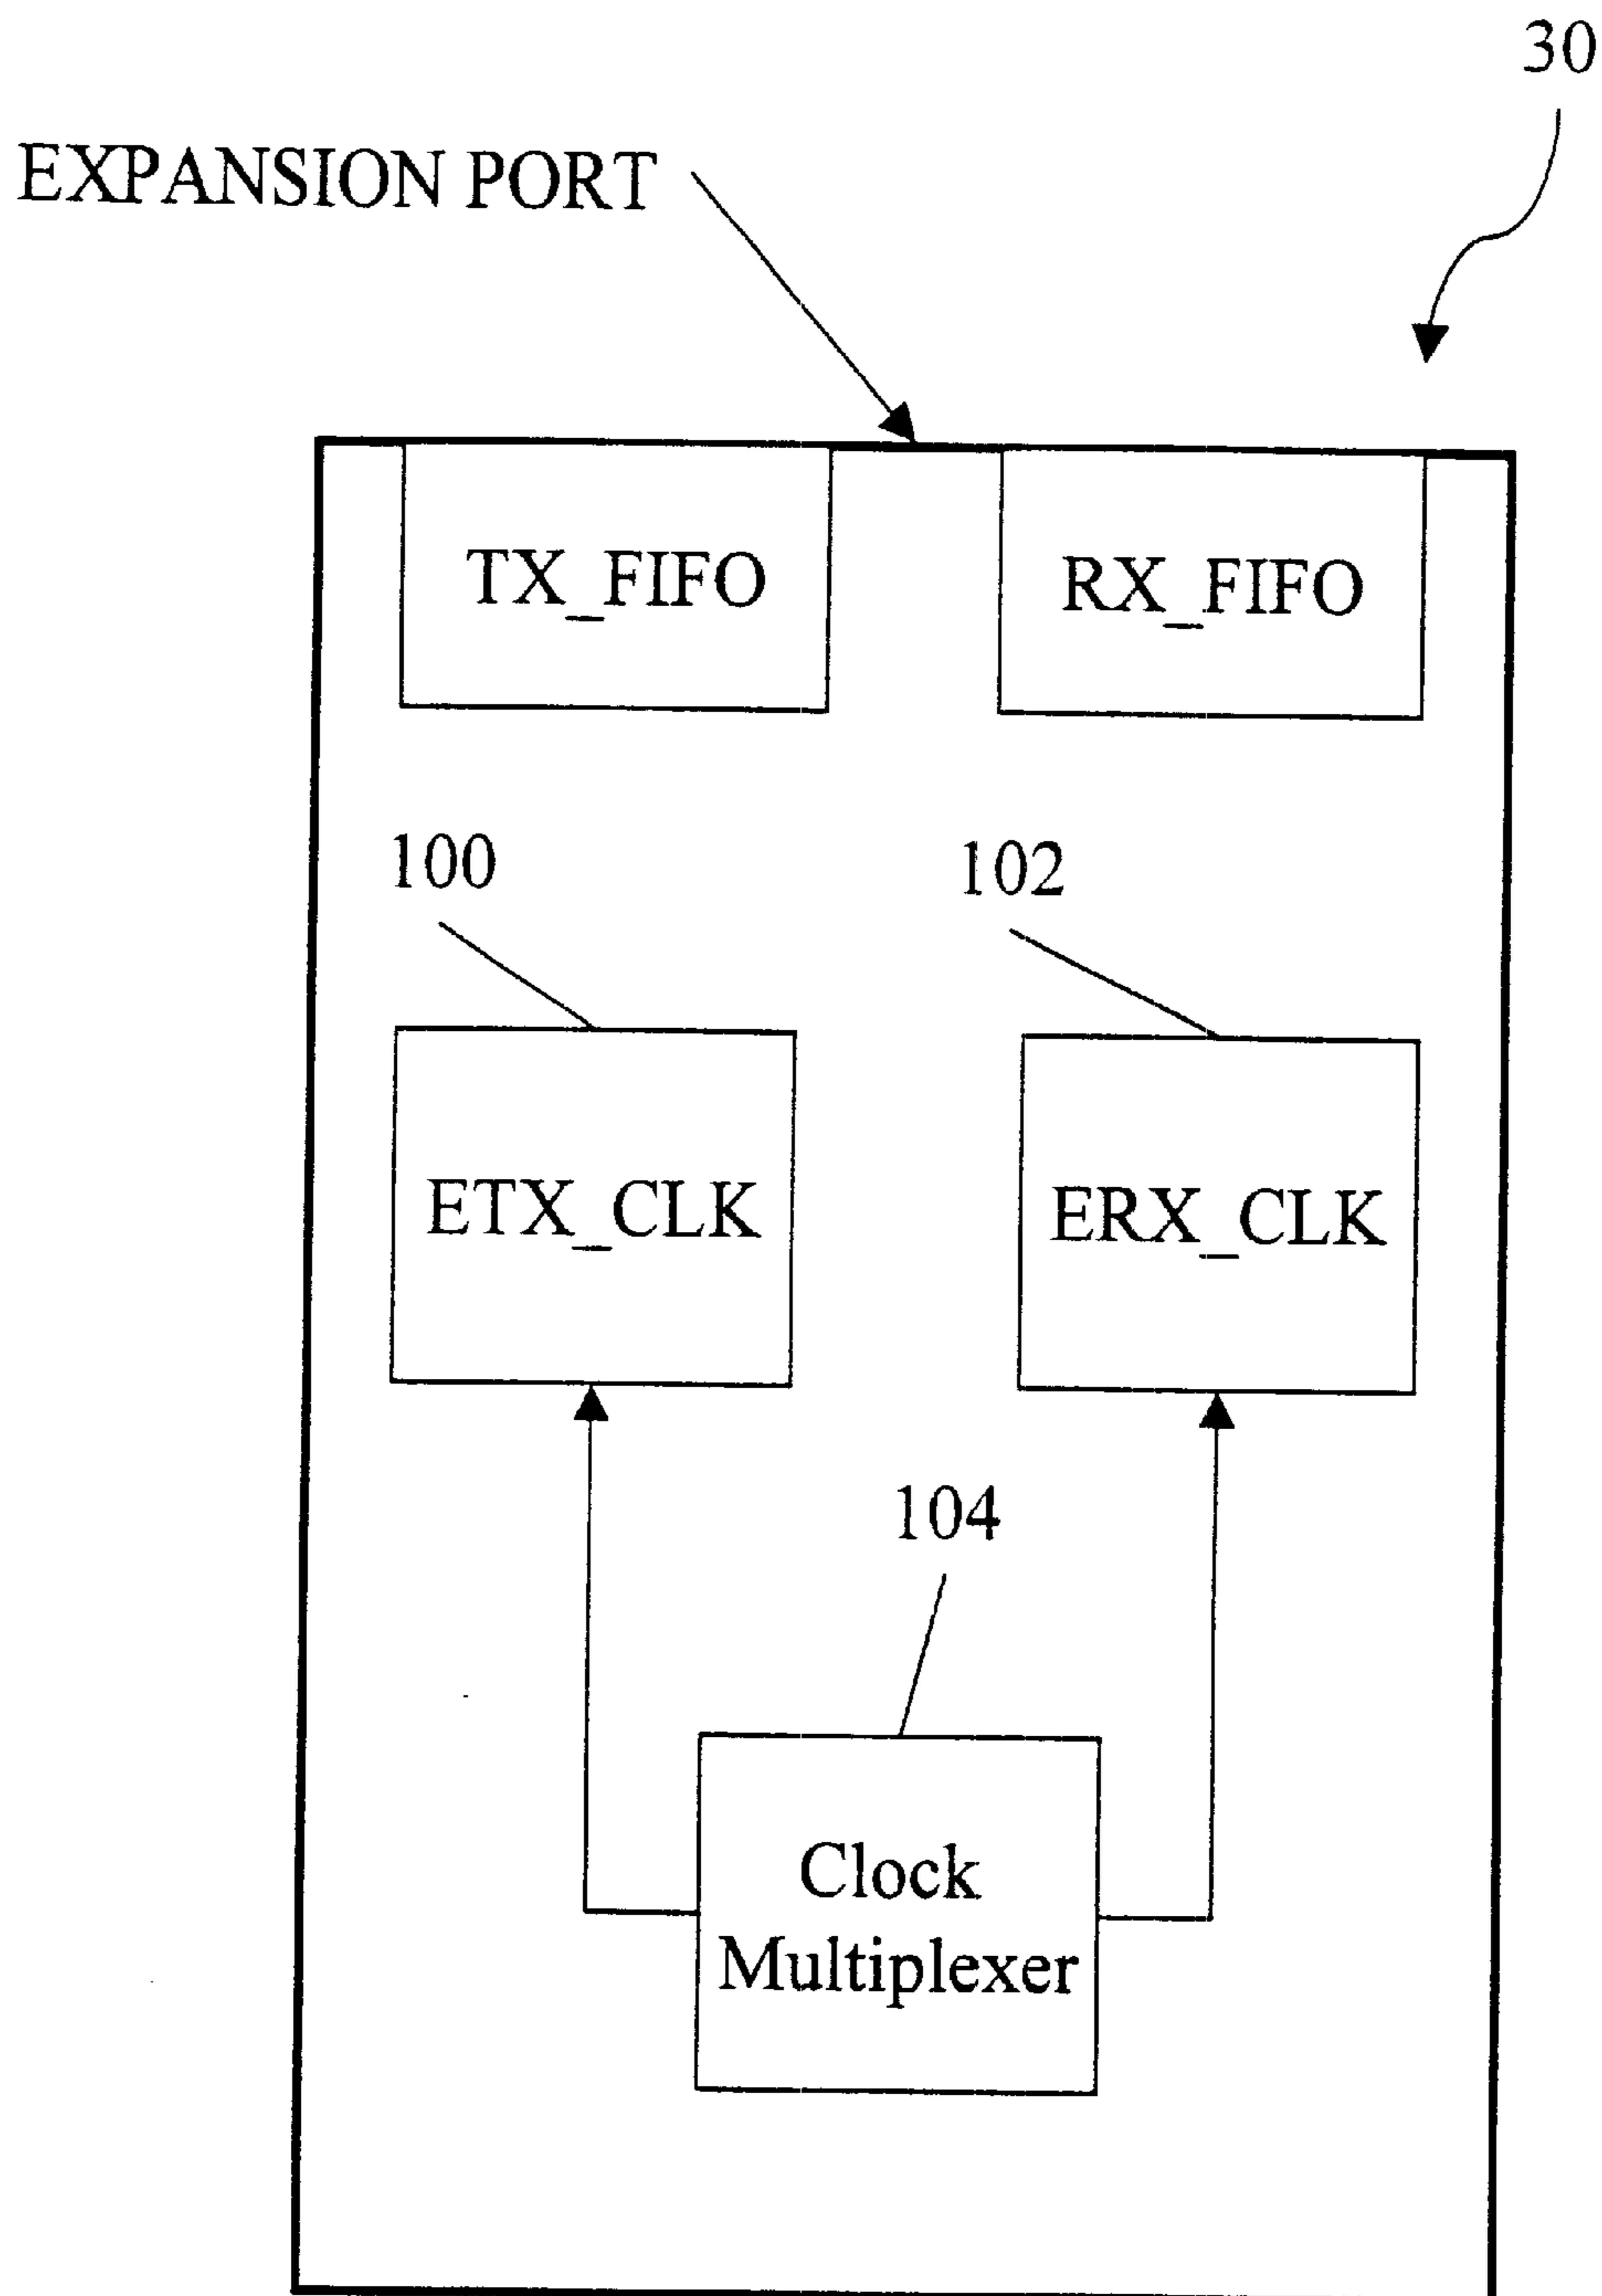 30
EXPANSION PORT
TX_FIFO
RX_FIFO
100
102
ETX_CLK
ERX_CLK
104
Clock
Multiplexer